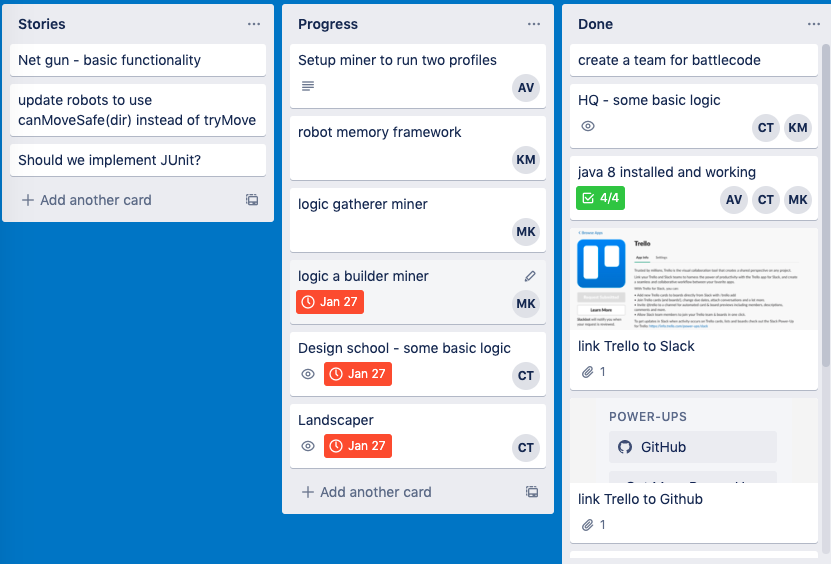 Stories
Net gun - basic functionality
update robots to use
canMoveSafe(dir) instead of tryMove
Should we implement JUnit?
Add another card
Progress
Setup miner to run two profiles
AV
robot memory framework
KM
logic gatherer miner
MK
logic a builder miner
Jan 27
MK
Design school - some basic logic
Jan 27
CT
Landscaper
Jan 27
CT
Add another card
Done
create a team for battlecode
HQ - some basic logic
CT KM
java 8 installed and working
4/4
AV CT MK
Trello
Learn More
link Trello to Slack
1
POWER-UPS
GitHub
link Trello to Github
1